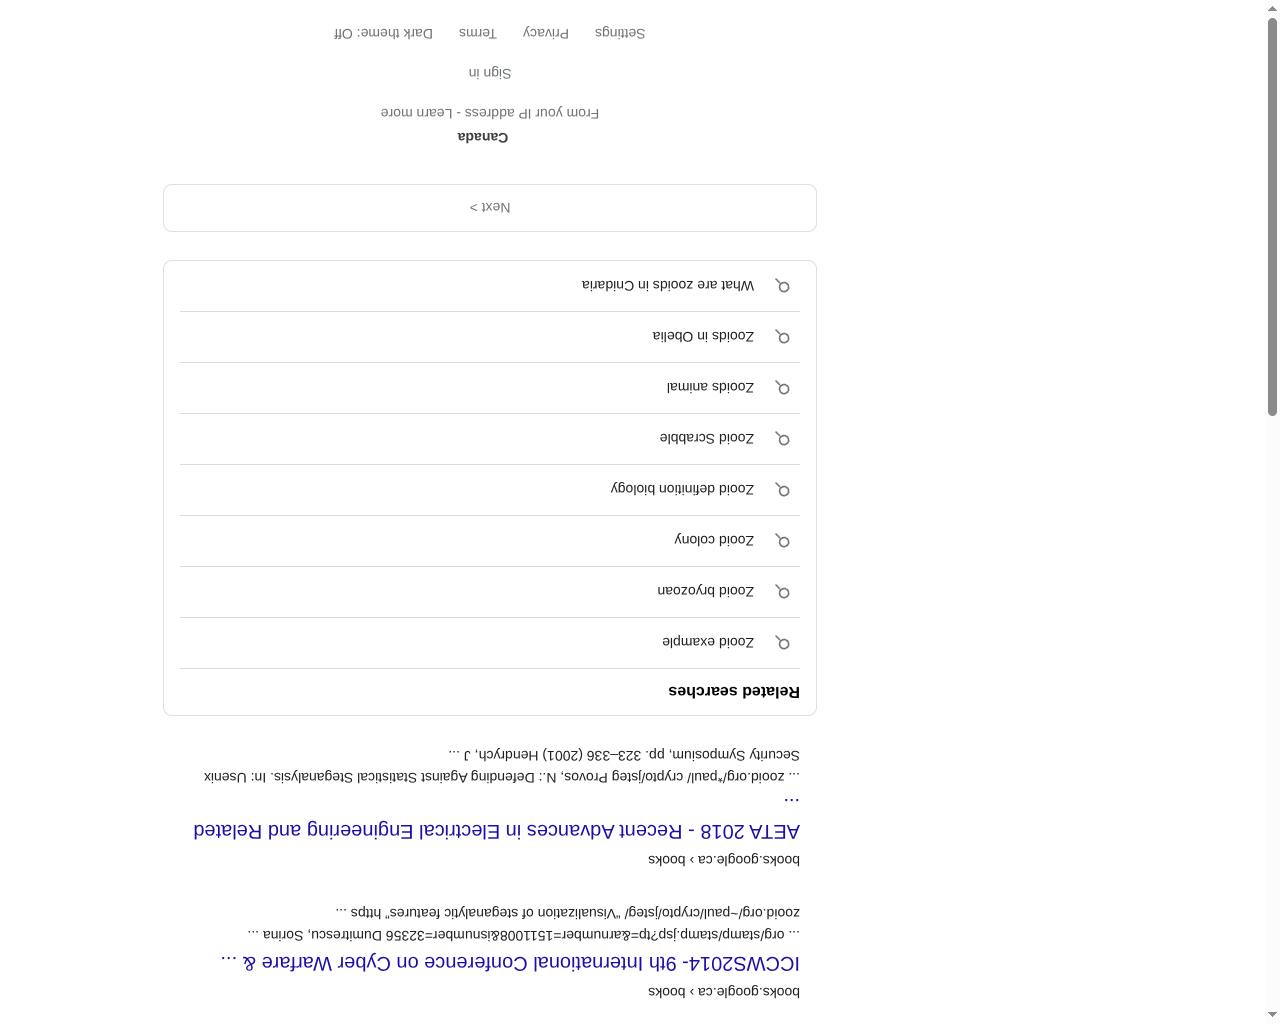 books.google.ca › books
ICCWS2014- 9th International Conference on Cyber Warfare & ...
... org/stamp/stamp.jsp?tp=&arnumber=1511008&isnumber=32356 Dumitrescu, Sorina ...
zooid.org/~paul/crypto/jsteg/ "Visualization of steganalytic features" https ...
books.google.ca › books
AETA 2018 - Recent Advances in Electrical Engineering and Related
...
... zooid.org/*paul/ crypto/jsteg Provos, N.: Defending Against Statistical Steganalysis. In: Usenix
Security Symposium, pp. 323–336 (2001) Hendrych, J ...
Related searches
Zooid example
Zooid bryozoan
Zooid colony
Zooid definition biology
Zooid Scrabble
Zooids animal
Zooids in Obelia
What are zooids in Cnidaria
Next >
Canada
From your IP address - Learn more
Sign in
Settings Privacy Terms Dark theme: Off